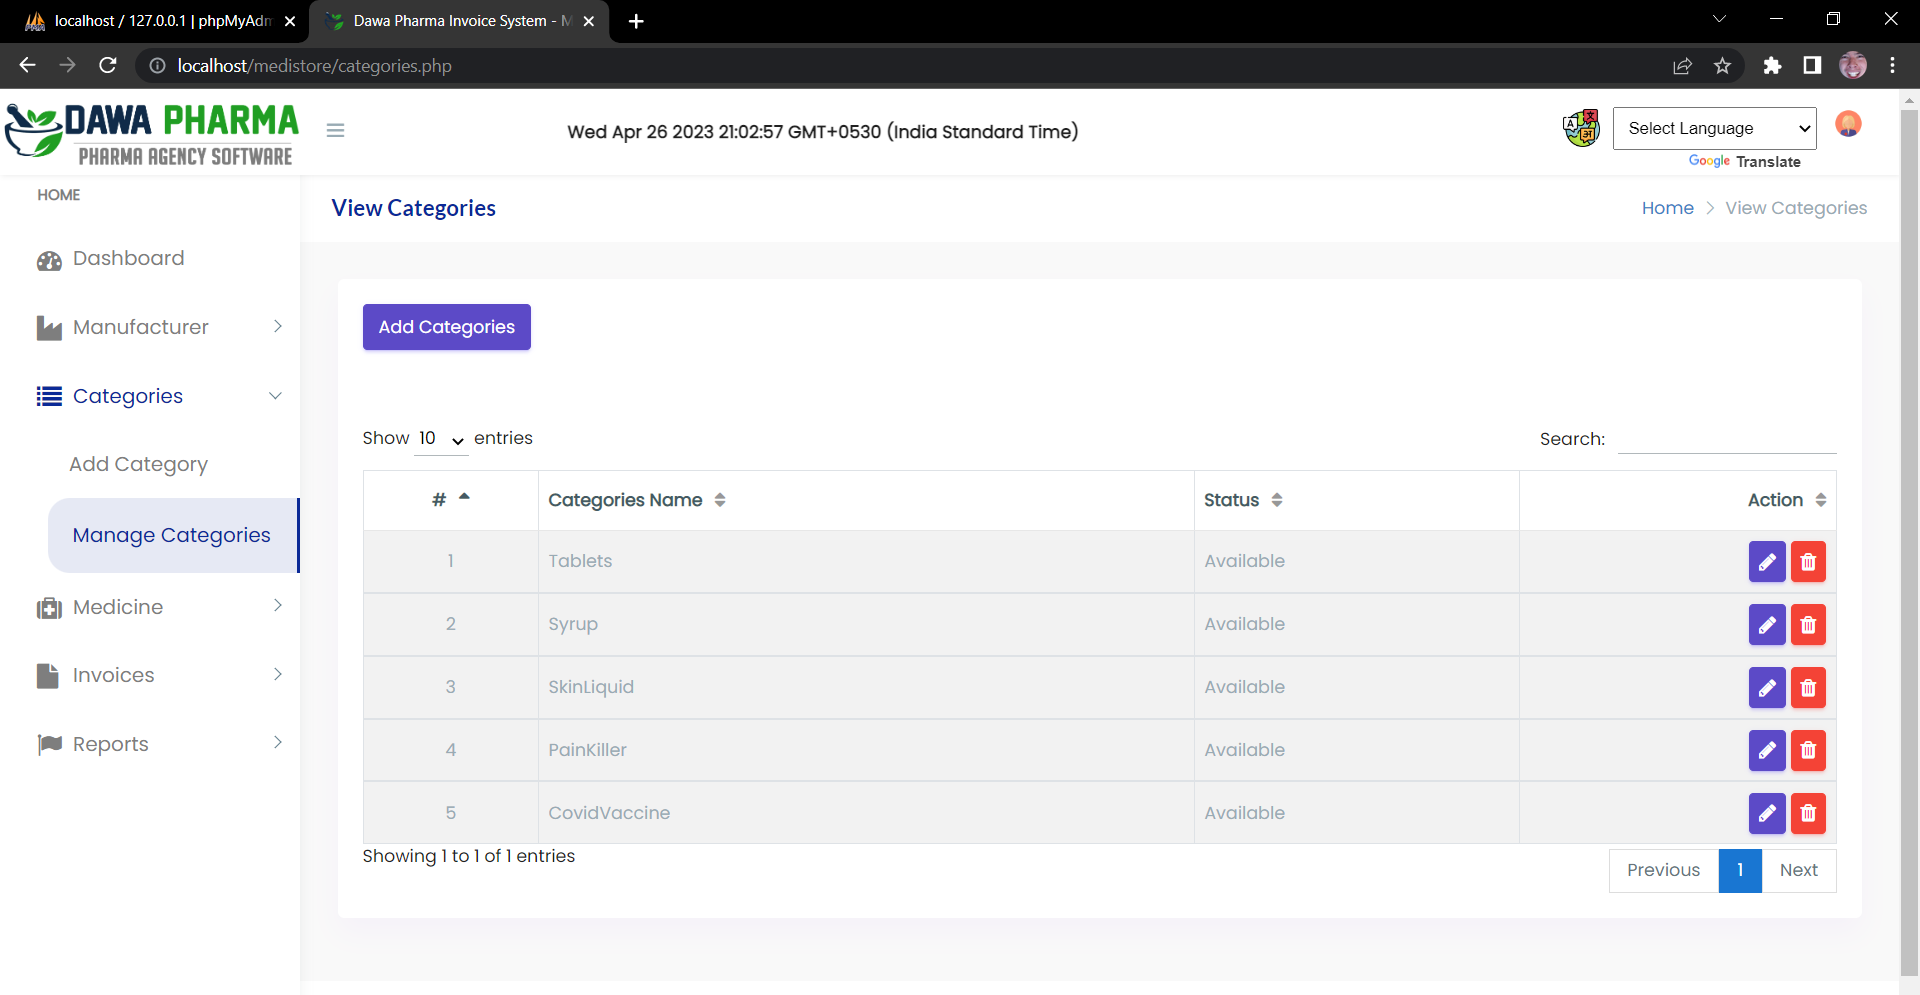 localhost / 127.0.0.1 | phpMyAdm
Dawa Pharma Invoice System - M
localhost/medistore/categories.php
DAWA PHARMA
PHARMA AGENCY SOFTWARE
Wed Apr 26 2023 21:02:57 GMT+0530 (India Standard Time)
Select Language
Google Translate
HOME
View Categories
Home > View Categories
Dashboard
Manufacturer
Categories
Add Category
Manage Categories
Medicine
Invoices
Reports
Add Categories
Show 10 entries
Search:
# Categories Name Status Action
1 Tablets Available
2 Syrup Available
3 SkinLiquid Available
4 PainKiller Available
5 CovidVaccine Available
Showing 1 to 1 of 1 entries
Previous 1 Next